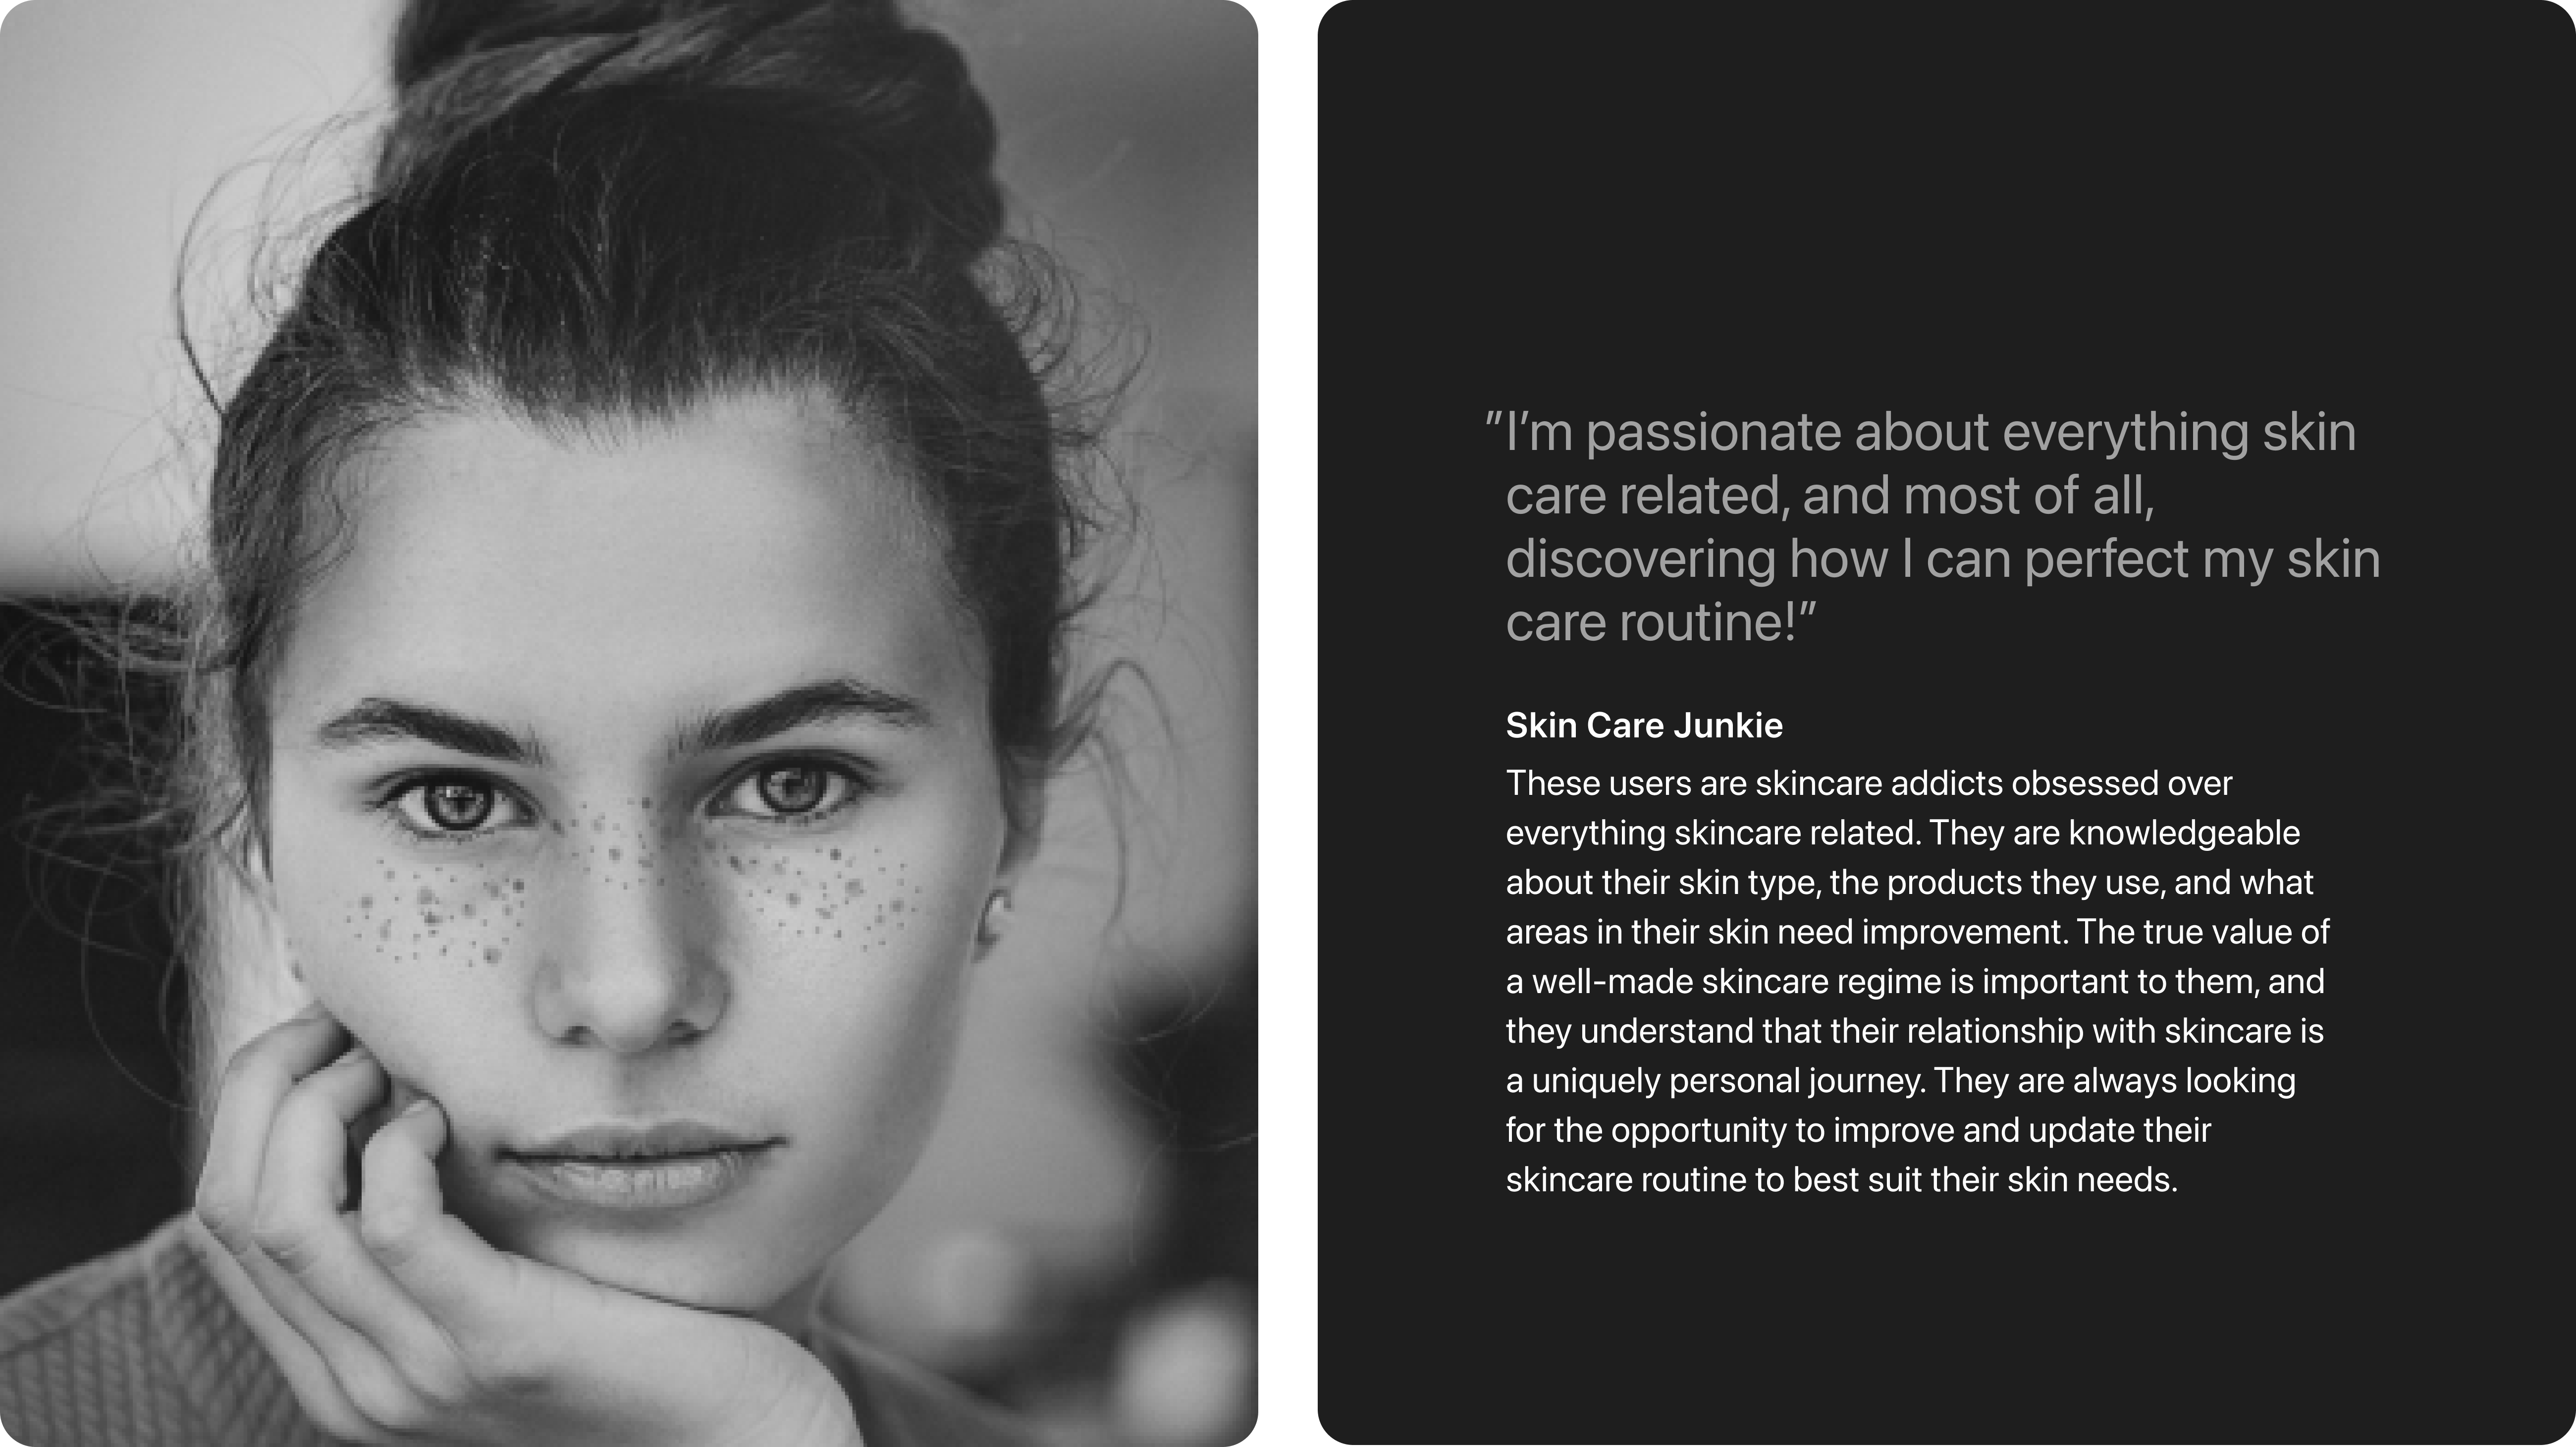 ”I’m passionate about everything skin
care related, and most of all,
discovering how I can perfect my skin
care routine!”
Skin Care Junkie
These users are skincare addicts obsessed over
everything skincare related. They are knowledgeable
about their skin type, the products they use, and what
areas in their skin need improvement. The true value of
a well-made skincare regime is important to them, and
they understand that their relationship with skincare is
a uniquely personal journey. They are always looking
for the opportunity to improve and update their
skincare routine to best suit their skin needs.